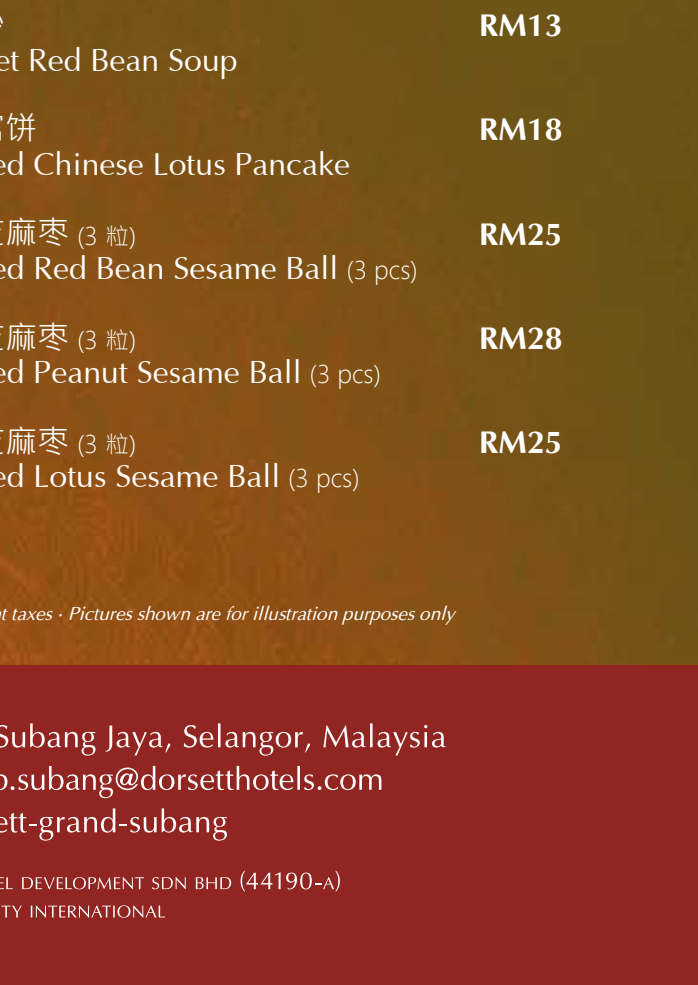 RM13
et Red Bean Soup
饼 RM18
ed Chinese Lotus Pancake
麻枣 (3 粒) RM25
ed Red Bean Sesame Ball (3 pcs)
麻枣 (3 粒) RM28
ed Peanut Sesame Ball (3 pcs)
麻枣 (3 粒) RM25
ed Lotus Sesame Ball (3 pcs)
t taxes · Pictures shown are for illustration purposes only
Subang Jaya, Selangor, Malaysia
.subang@dorsetthotels.com
ett-grand-subang
EL DEVELOPMENT SDN BHD (44190-A)
TY INTERNATIONAL